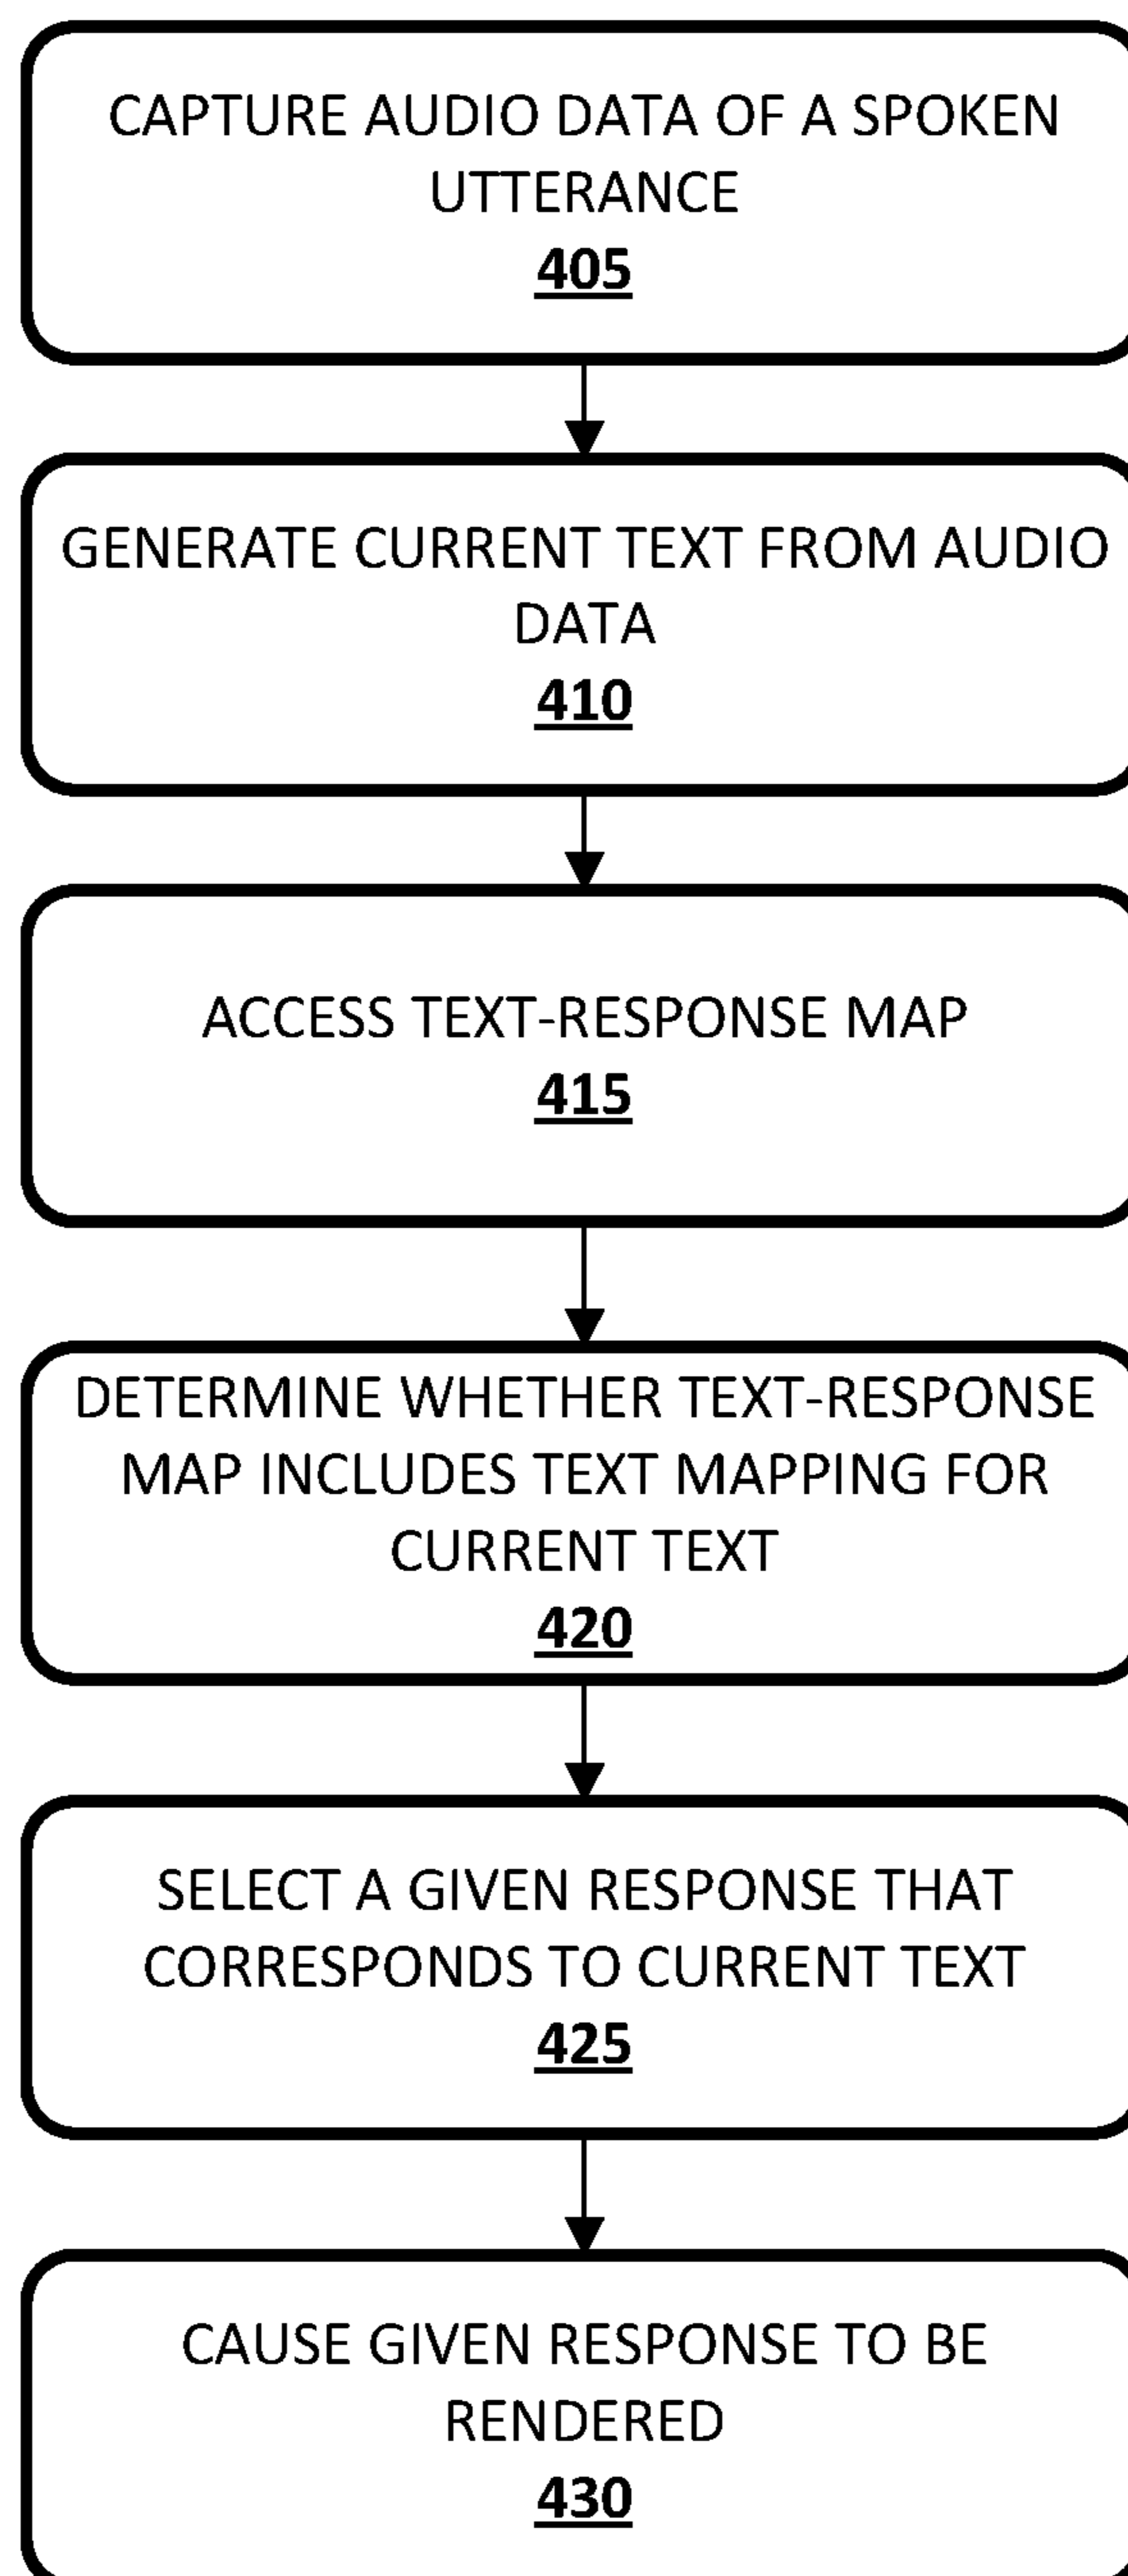 CAPTURE AUDIO DATA OF A SPOKEN
UTTERANCE
405
GENERATE CURRENT TEXT FROM AUDIO
DATA
410
ACCESS TEXT-RESPONSE MAP
415
DETERMINE WHETHER TEXT-RESPONSE
MAP INCLUDES TEXT MAPPING FOR
CURRENT TEXT
420
SELECT A GIVEN RESPONSE THAT
CORRESPONDS TO CURRENT TEXT
425
CAUSE GIVEN RESPONSE TO BE
RENDERED
430